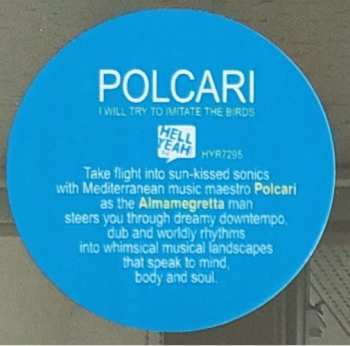 POLCARI
I WILL TRY TO IMITATE THE BIRDS
HELL
YEAH
HYR7295
Take flight into sun-kissed sonics
with Mediterranean music maestro Polcari
as the Almamegretta man
steers you through dreamy downtempo,
dub and worldly rhythms
into whimsical musical landscapes
that speak to mind,
body and soul.